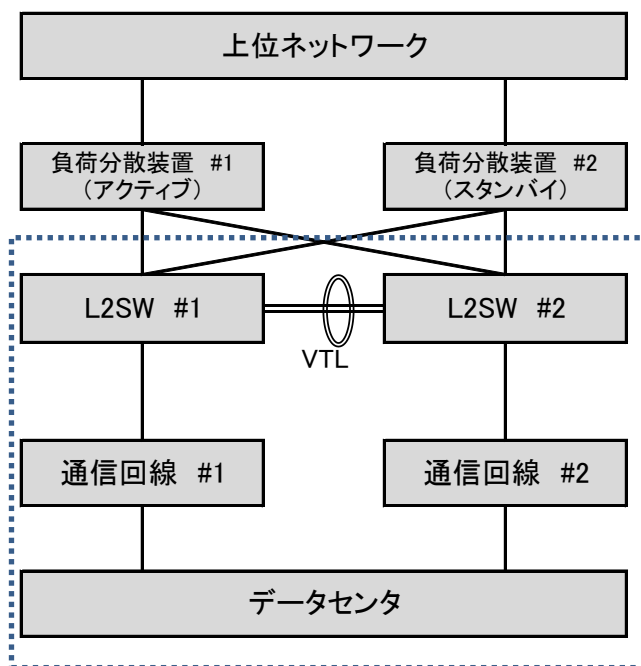 上位ネットワーク
負荷分散装置 #1
(アクティブ)
負荷分散装置 #2
(スタンバイ)
L2SW #1
L2SW #2
VTL
通信回線 #1
通信回線 #2
データセンタ